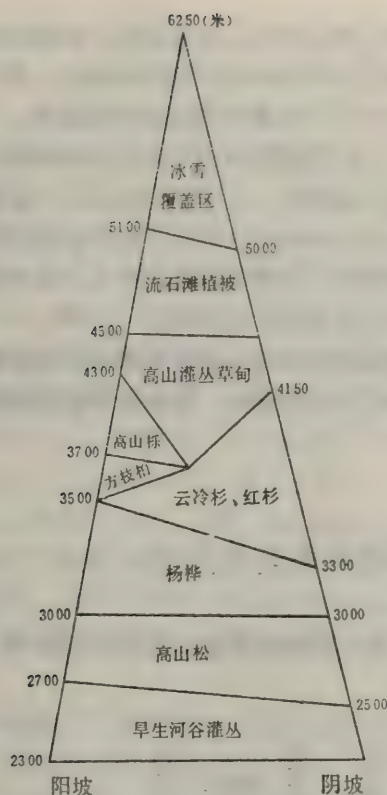 6250(米)
冰雪
覆盖区
5100
5000
流石滩植被
4500
4300
高山灌丛草甸
4150
3700
高山栎
方枝柏
3500
云冷杉、红杉
3300
杨桦
3000
3000
高山松
2700
2500
旱生河谷灌丛
2300
阳坡
阴坡